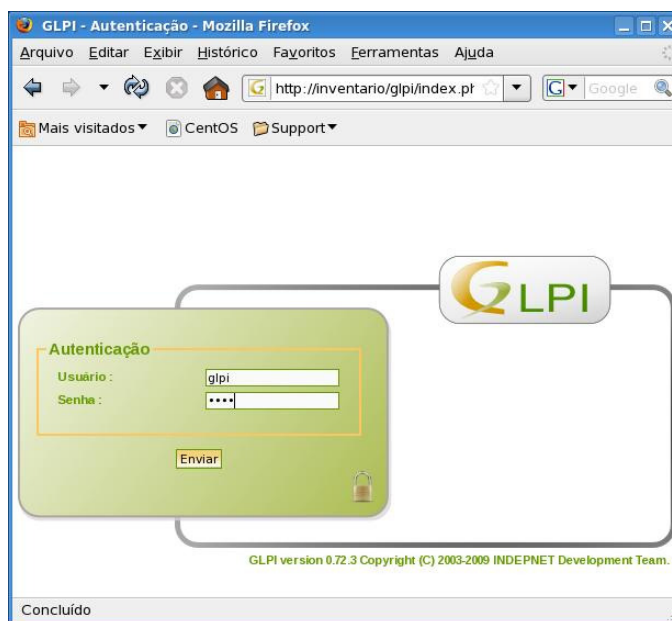 GLPI - Autenticação - Mozilla Firefox
Arquivo Editar Exibir Histórico Favoritos Ferramentas Ajuda
http://inventario/glpi/index.ph
G Google
Mais visitados CentOS Support
GLPI
Autenticação
Usuário : glpi
Senha : ••••
Enviar
GLPI version 0.72.3 Copyright (C) 2003-2009 INDEPNET Development Team.
Concluído